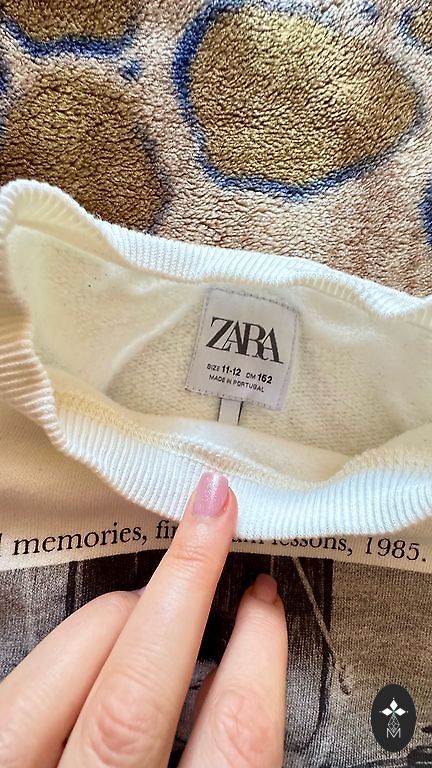 ZARA
SIZE 11-12 CM 152
MADE IN PORTUGAL
memories, lessons, 1985.